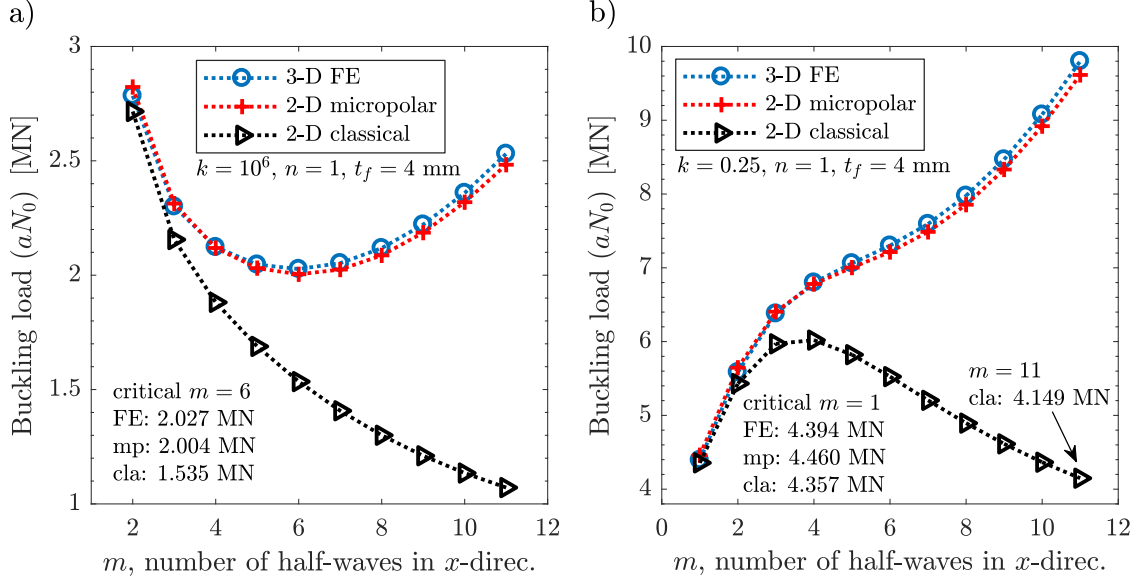 a)
Buckling load (aN₀) [MN]
3
2.5
2
1.5
1
3-D FE
2-D micropolar
2-D classical
k = 10⁶, n = 1, t_f = 4 mm
critical m = 6
FE: 2.027 MN
mp: 2.004 MN
cla: 1.535 MN
2 4 6 8 10 12
m, number of half-waves in x-direc.
b)
Buckling load (aN₀) [MN]
10
9
8
7
6
5
4
3-D FE
2-D micropolar
2-D classical
k = 0.25, n = 1, t_f = 4 mm
m = 11
cla: 4.149 MN
critical m = 1
FE: 4.394 MN
mp: 4.460 MN
cla: 4.357 MN
0 2 4 6 8 10 12
m, number of half-waves in x-direc.